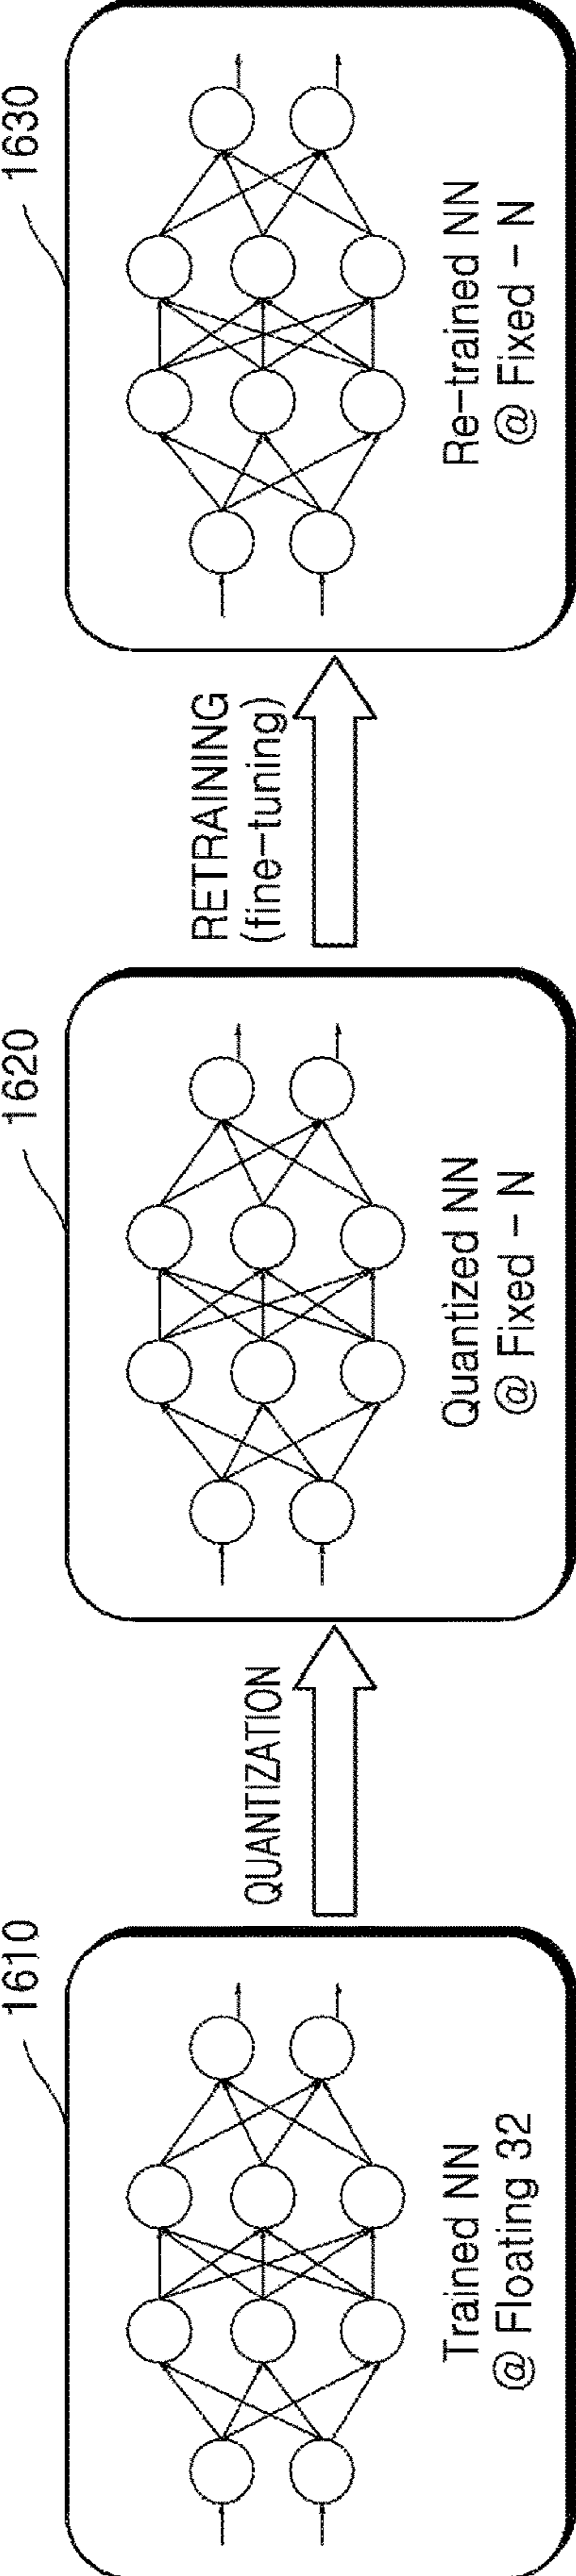 1610
Trained NN
@ Floating 32
QUANTIZATION
1620
Quantized NN
@ Fixed - N
RETRAINING
(fine-tuning)
1630
Re-trained NN
@ Fixed - N